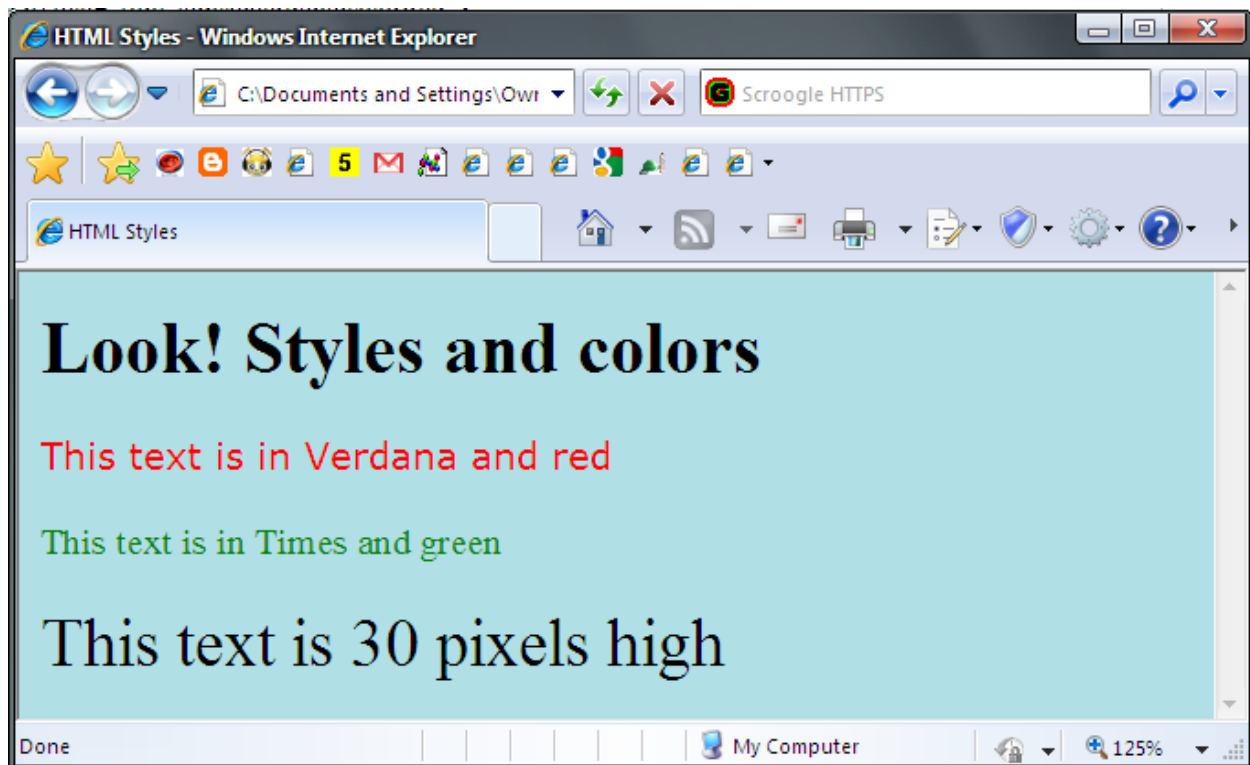 HTML Styles - Windows Internet Explorer
C:\Documents and Settings\Owr
Scroogle HTTPS
5
HTML Styles
Look! Styles and colors
This text is in Verdana and red
This text is in Times and green
This text is 30 pixels high
Done
My Computer
125%